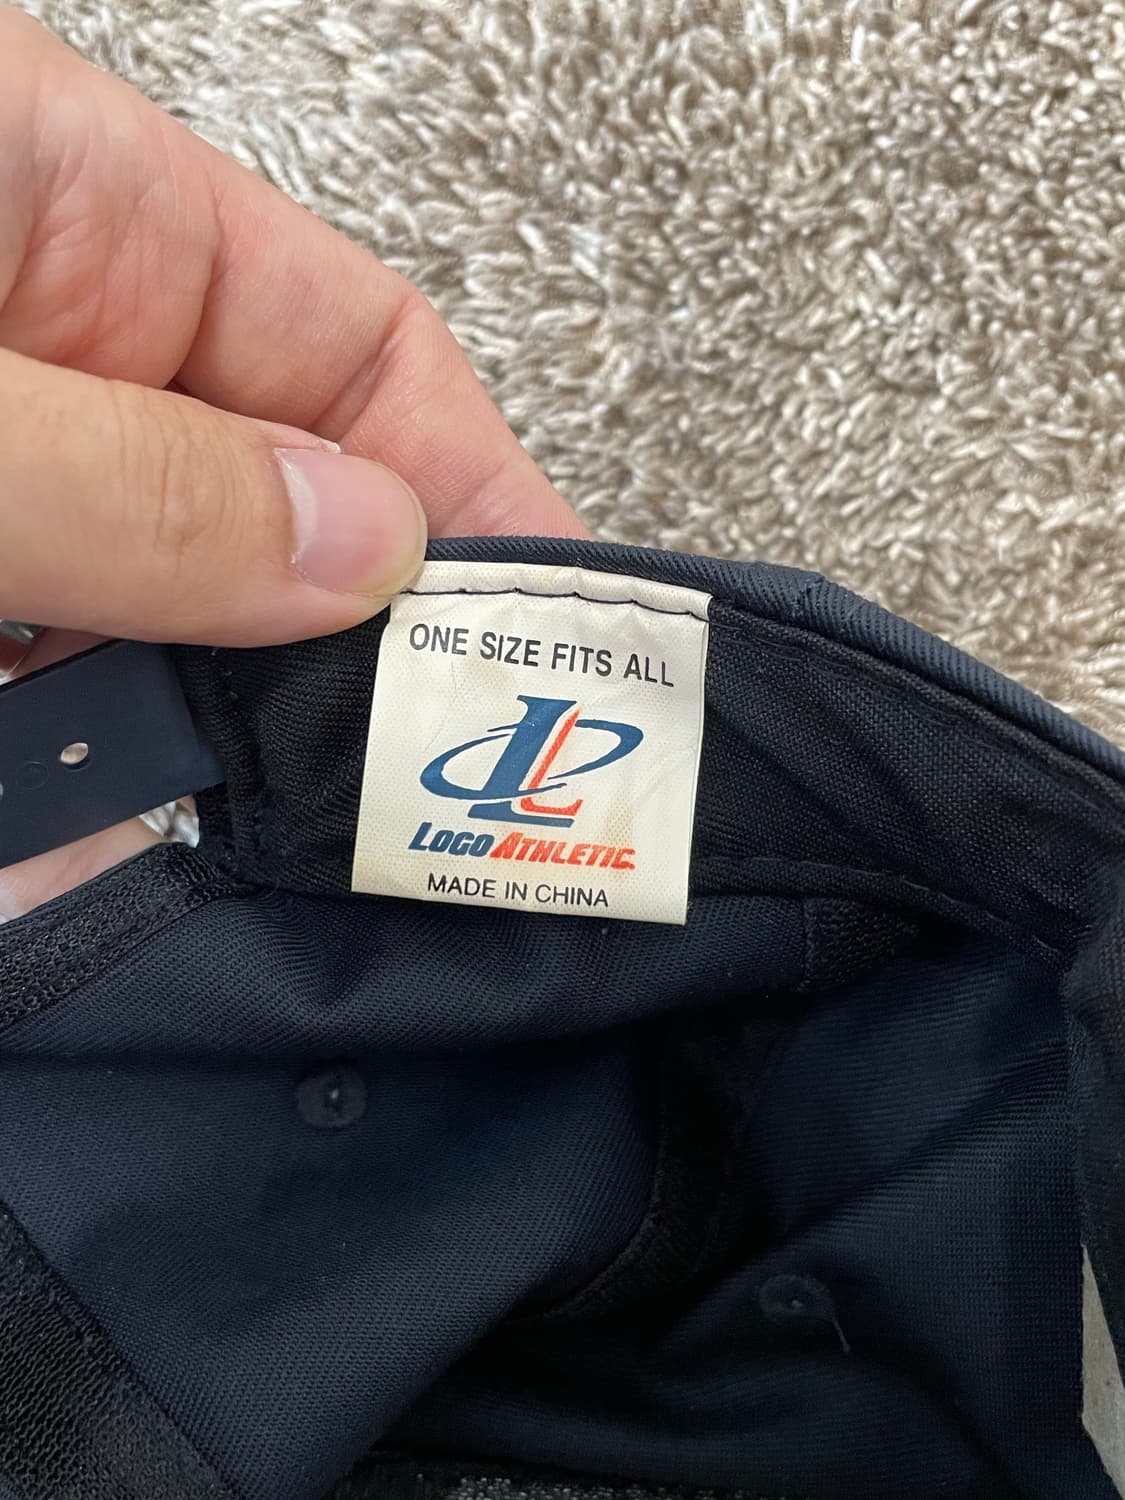 ONE SIZE FITS ALL
LOGO ATHLETIC
MADE IN CHINA